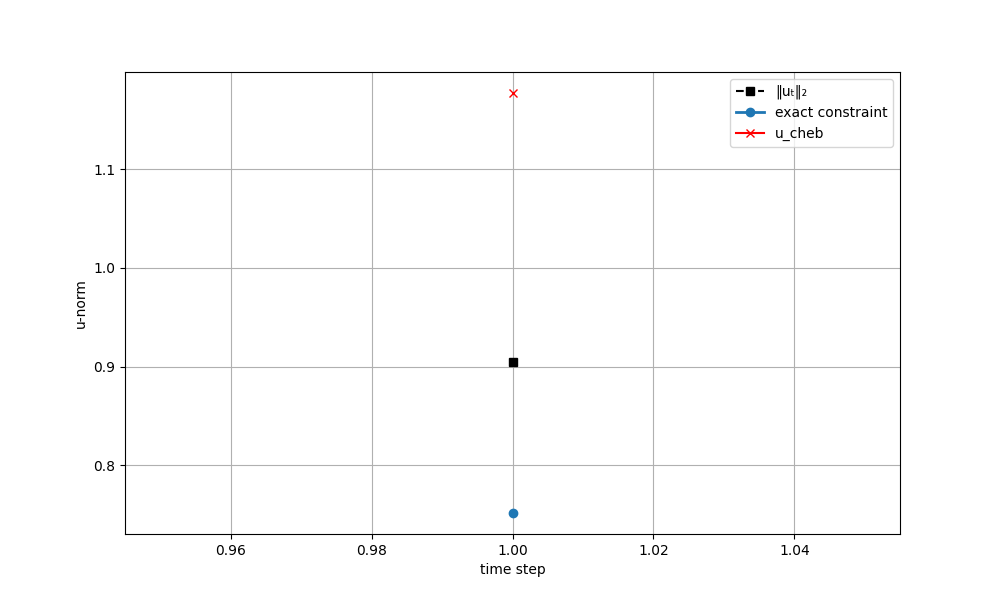 ‖uₜ‖₂
exact constraint
u_cheb
1.1
1.0
0.9
0.8
u-norm
0.96 0.98 1.00 1.02 1.04
time step